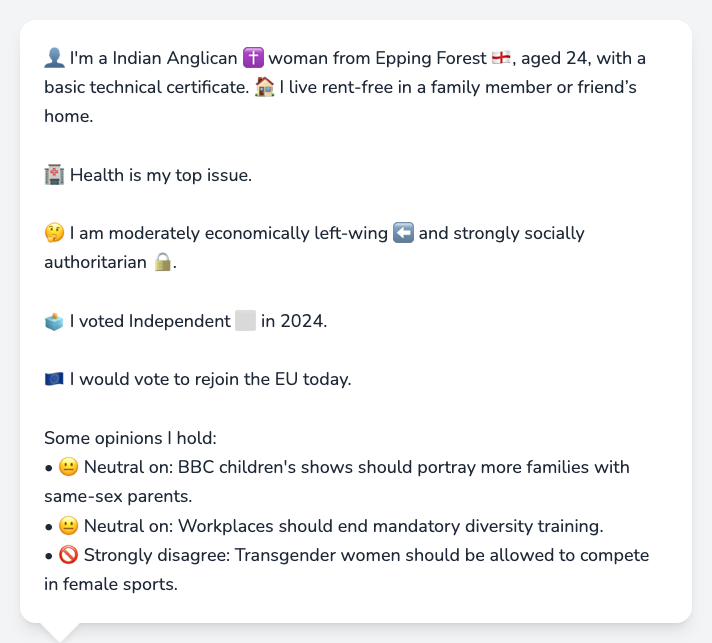 👤 I'm a Indian Anglican ✝️ woman from Epping Forest 🏴󠁧󠁢󠁥󠁮󠁧󠁿, aged 24, with a
basic technical certificate. 🏠 I live rent-free in a family member or friend’s
home.
🏥 Health is my top issue.
🤔 I am moderately economically left-wing ⬅️ and strongly socially
authoritarian 🔒.
🗳️ I voted Independent ⬜ in 2024.
🇪🇺 I would vote to rejoin the EU today.
Some opinions I hold:
• 😐 Neutral on: BBC children's shows should portray more families with
same-sex parents.
• 😐 Neutral on: Workplaces should end mandatory diversity training.
• 🚫 Strongly disagree: Transgender women should be allowed to compete
in female sports.